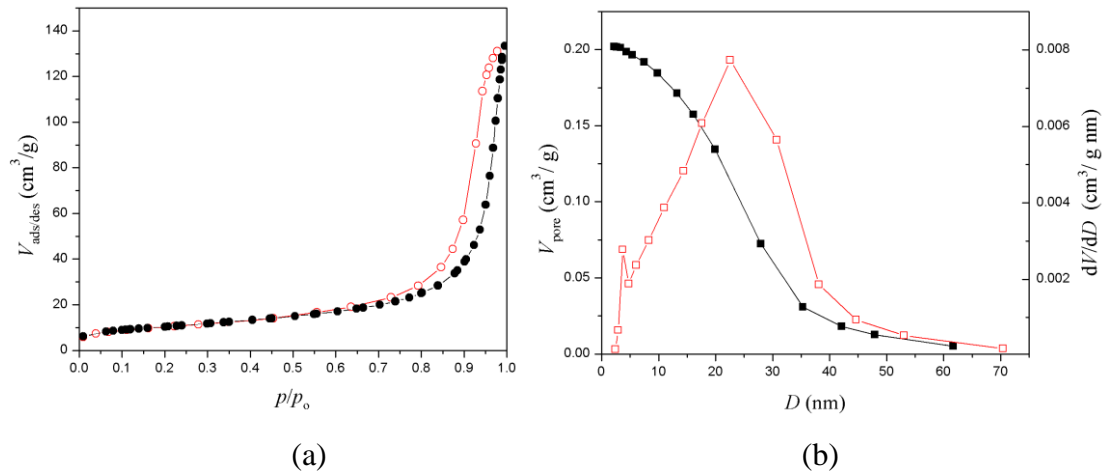 140
120
100
80
60
40
20
0
V_ads/des (cm³/g)
0.0 0.1 0.2 0.3 0.4 0.5 0.6 0.7 0.8 0.9 1.0
p/p_o
(a)
0.20
0.15
0.10
0.05
0.00
V_pore (cm³/ g)
0 10 20 30 40 50 60 70
D (nm)
0.008
0.006
0.004
0.002
dV/dD (cm³/ g nm)
(b)